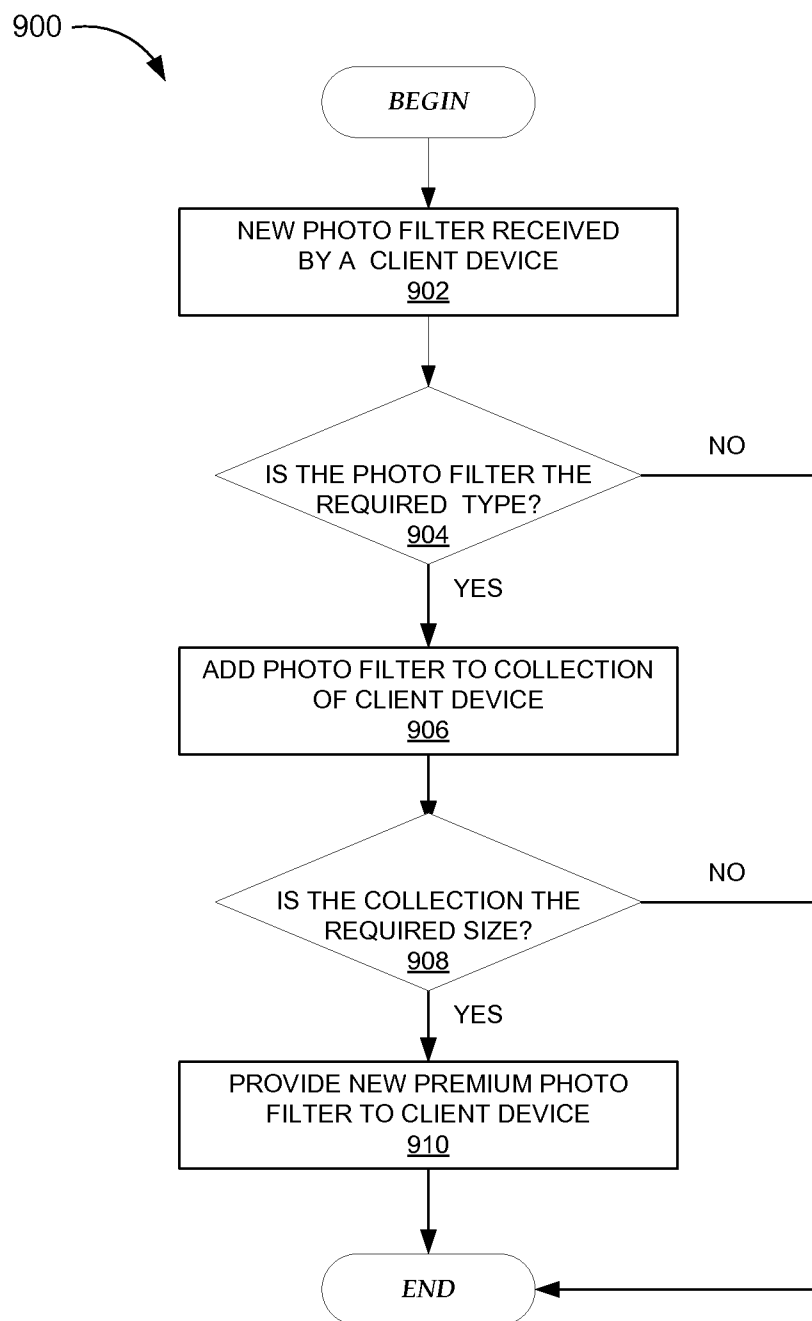 900
BEGIN
NEW PHOTO FILTER RECEIVED
BY A CLIENT DEVICE
902
IS THE PHOTO FILTER THE
REQUIRED TYPE?
904
NO
YES
ADD PHOTO FILTER TO COLLECTION
OF CLIENT DEVICE
906
IS THE COLLECTION THE
REQUIRED SIZE?
908
NO
YES
PROVIDE NEW PREMIUM PHOTO
FILTER TO CLIENT DEVICE
910
END